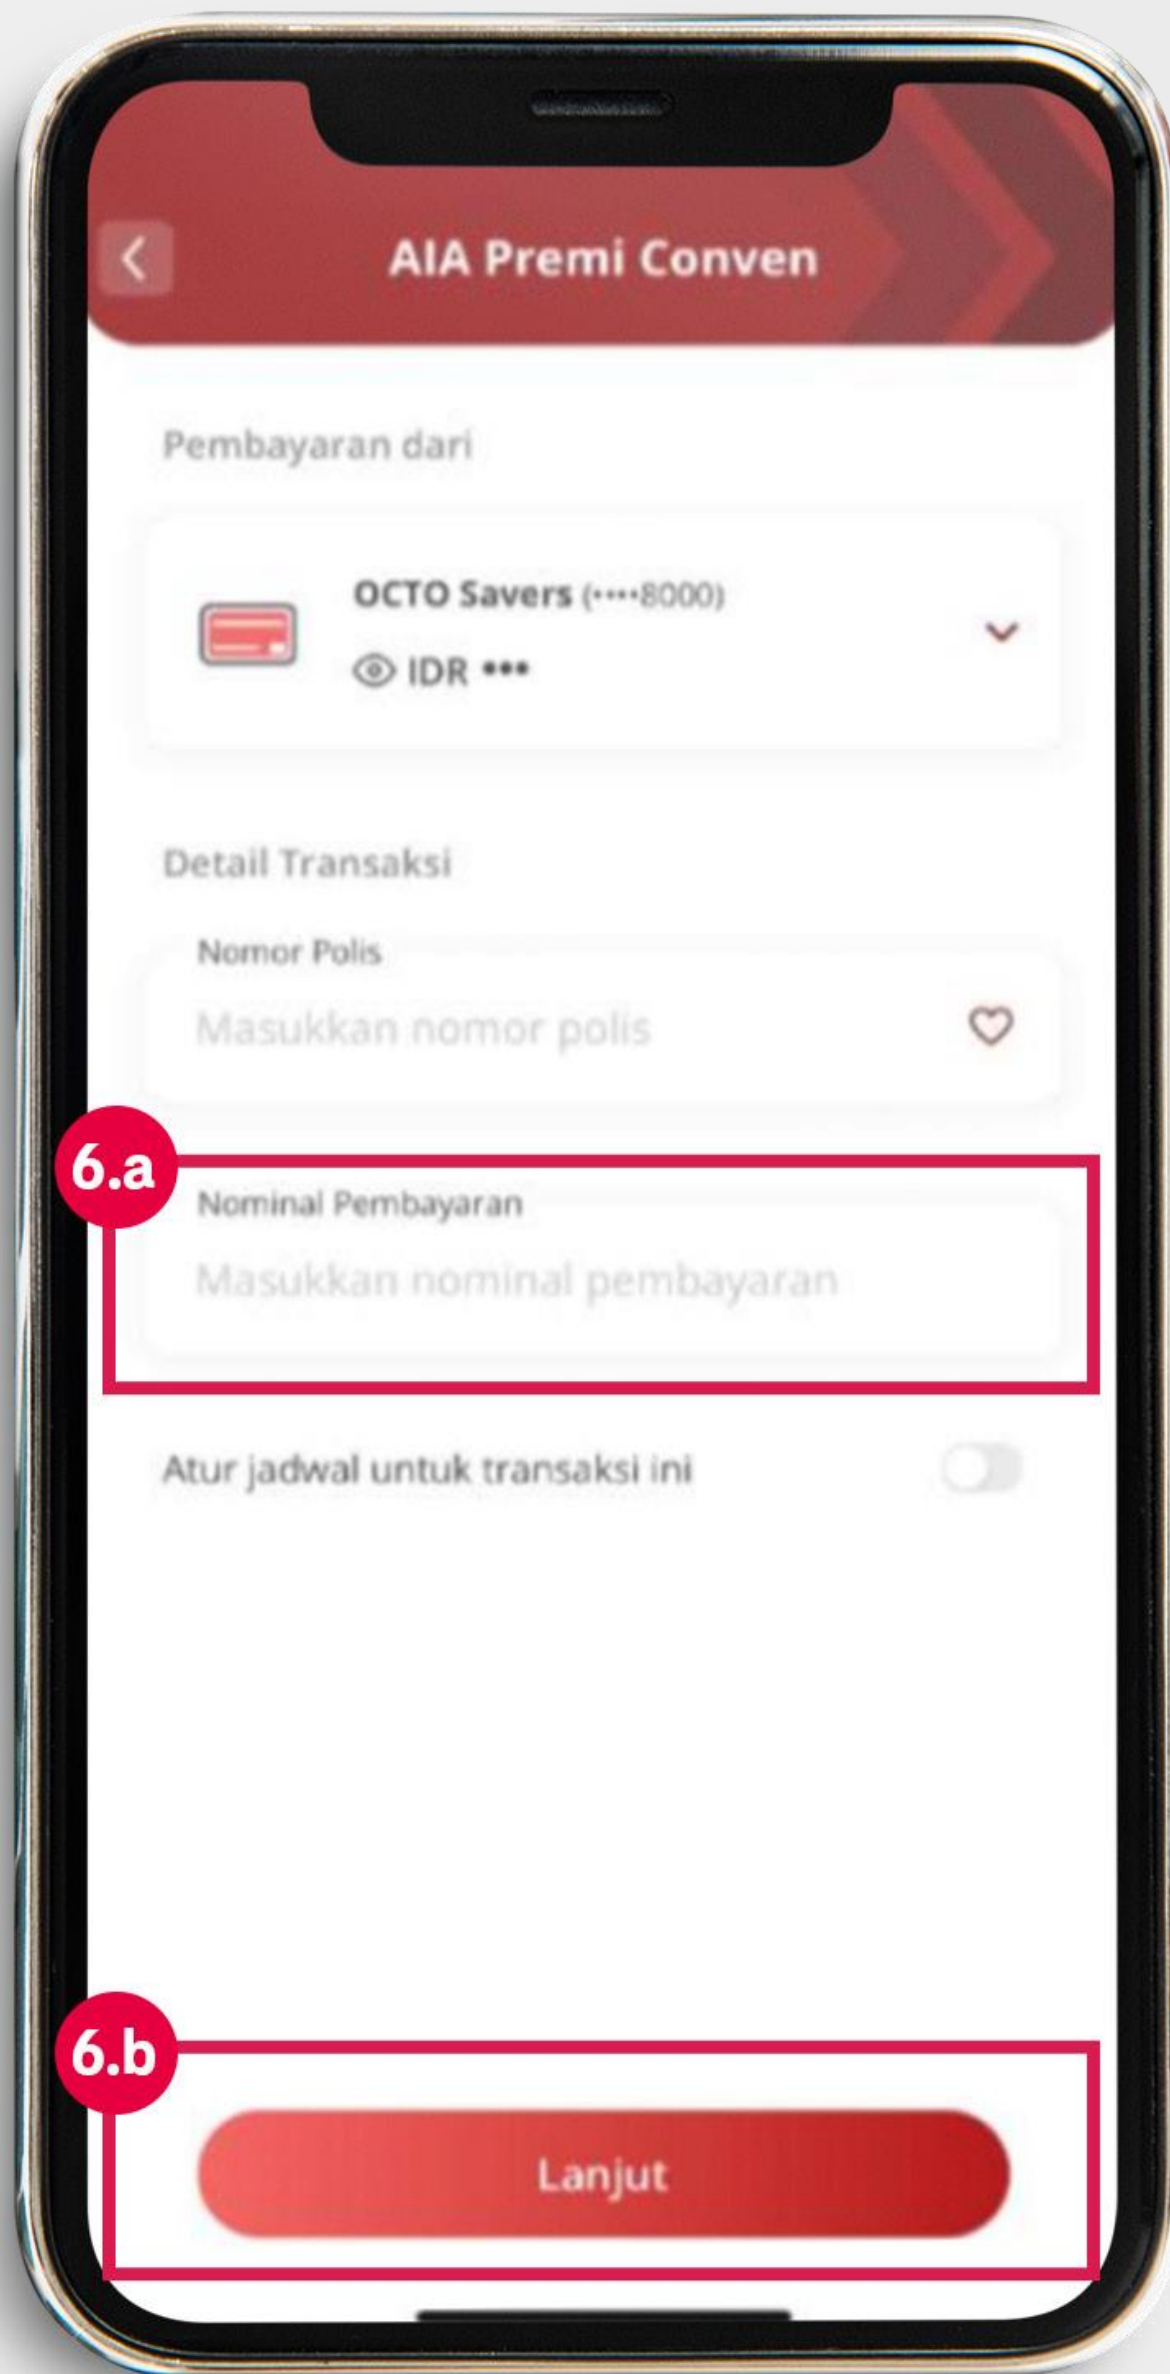 AIA Premi Conven
Pembayaran dari
OCTO Savers (••••8000)
IDR •••
Detail Transaksi
Nomor Polis
Masukkan nomor polis
6.a
Nominal Pembayaran
Masukkan nominal pembayaran
Atur jadwal untuk transaksi ini
6.b
Lanjut